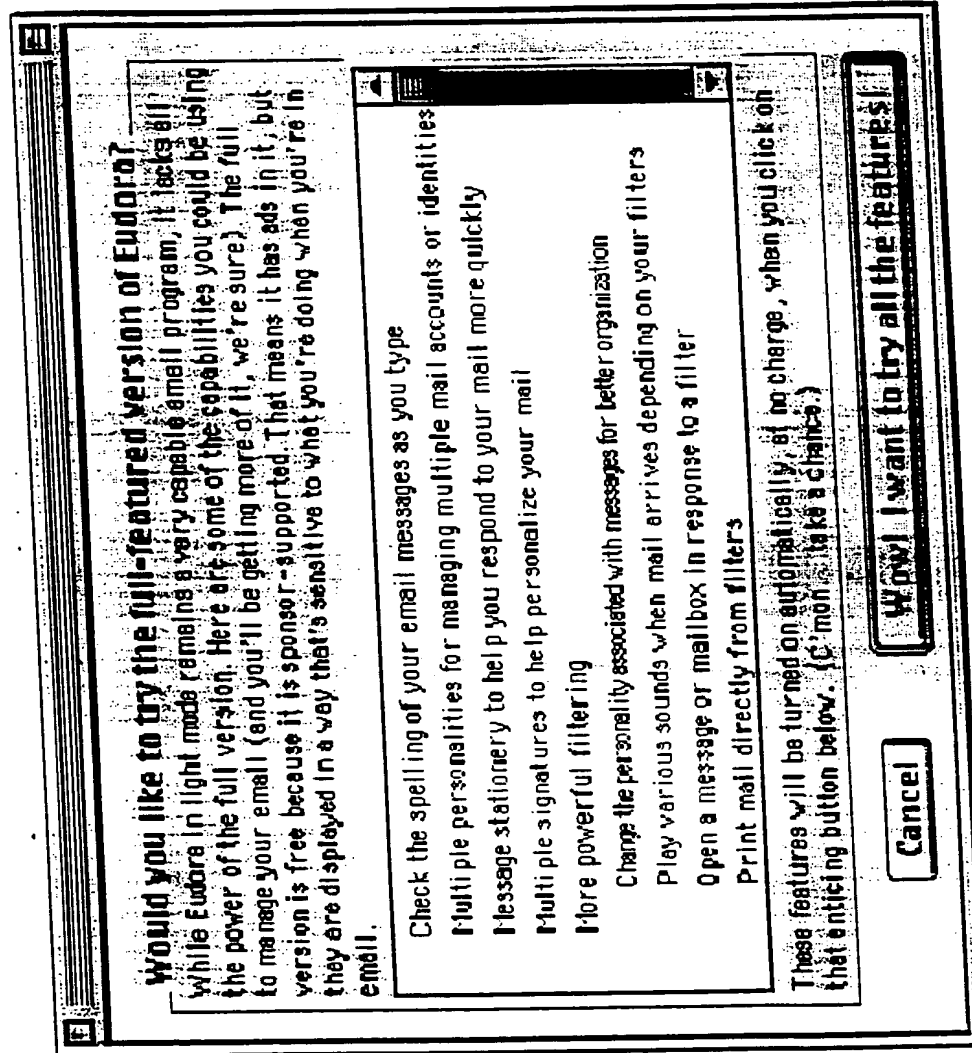 Would you like to try the full-featured version of Eudora?
While Eudora in light mode remains a very capable email program, it lacks all
the power of the full version. Here are some of the capabilities you could be using
to manage your email (and you'll be getting more of it, we're sure). The full
version is free because it is sponsor-supported. That means it has ads in it, but
they are displayed in a way that's sensitive to what you're doing when you're in
email.
Check the spelling of your email messages as you type
Multiple personalities for managing multiple mail accounts or identities
Message stationery to help you respond to your mail more quickly
Multiple signatures to help personalize your mail
More powerful filtering
Change the personality associated with messages for better organization
Play various sounds when mail arrives depending on your filters
Open a message or mailbox in response to a filter
Print mail directly from filters
These features will be turned on automatically, at no charge, when you click on
that enticing button below. (C'mon, take a chance.)
Cancel
Wow! I want to try all the features!